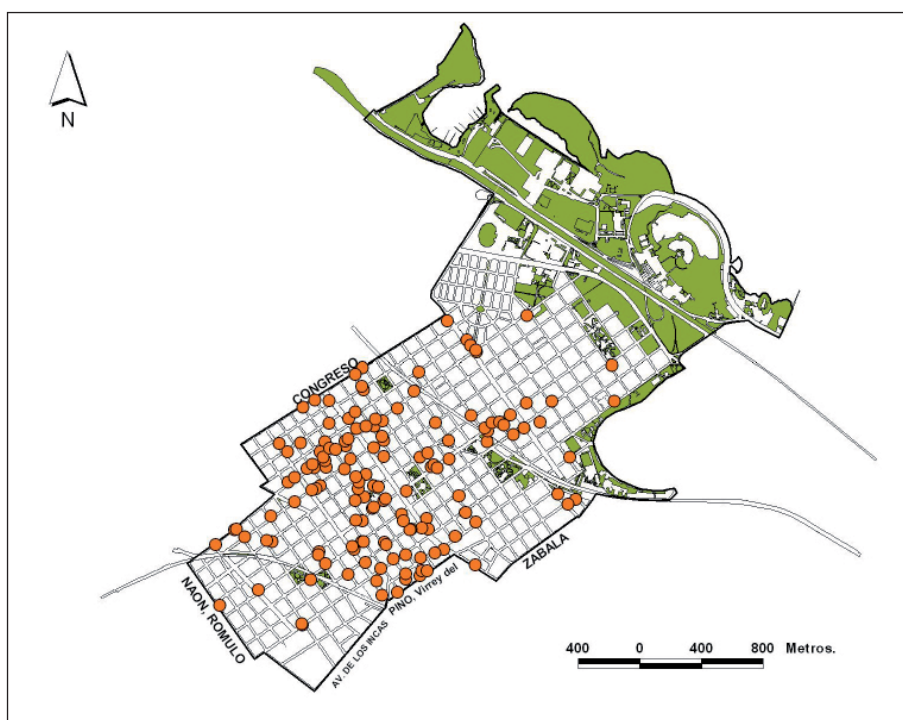 N
CONGRESO
ZABALA
PINO, Virrey del
NAON, ROMULO
AV. DE LOS INCAS
400 0 400 800 Metros.